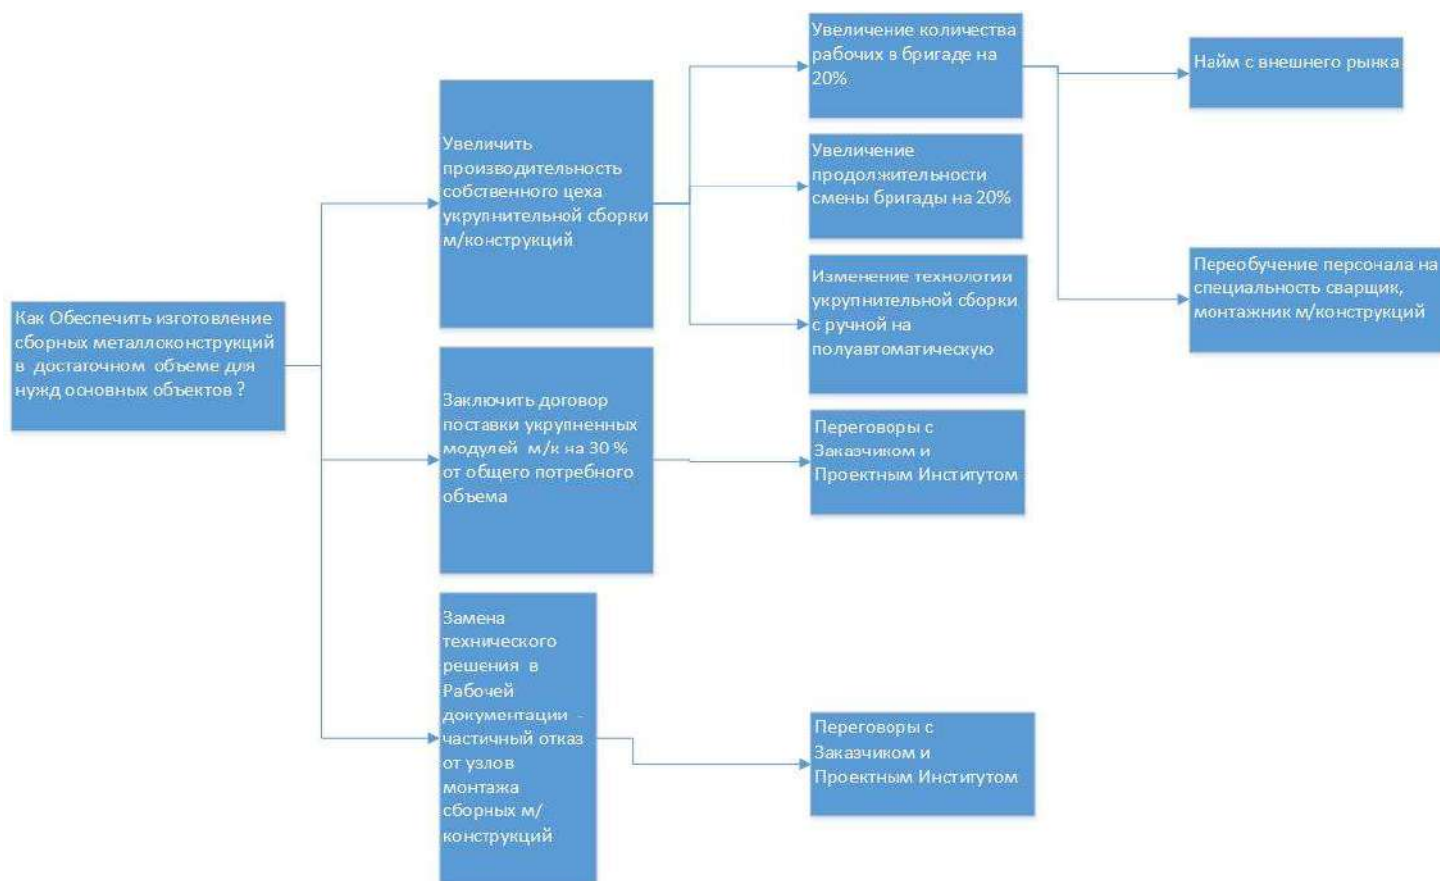 Как Обеспечить изготовление
сборных металлоконструкций
в достаточном объеме для
нужд основных объектов ?
Увеличить
производительность
собственного цеха
укрупнительной сборки
м/конструкций
Заключить договор
поставки укрупненных
модулей м/к на 30 %
от общего потребного
объема
Замена
технического
решения в
Рабочей
документации -
частичный отказ
от узлов
монтажа
сборных м/
конструкций
Увеличение количества
рабочих в бригаде на
20%
Увеличение
продолжительности
смены бригады на 20%
Изменение технологии
укрупнительной сборки
с ручной на
полуавтоматическую
Переговоры с
Заказчиком и
Проектным Институтом
Переговоры с
Заказчиком и
Проектным Институтом
Найм с внешнего рынка
Переобучение персонала на
специальность сварщик,
монтажник м/конструкций